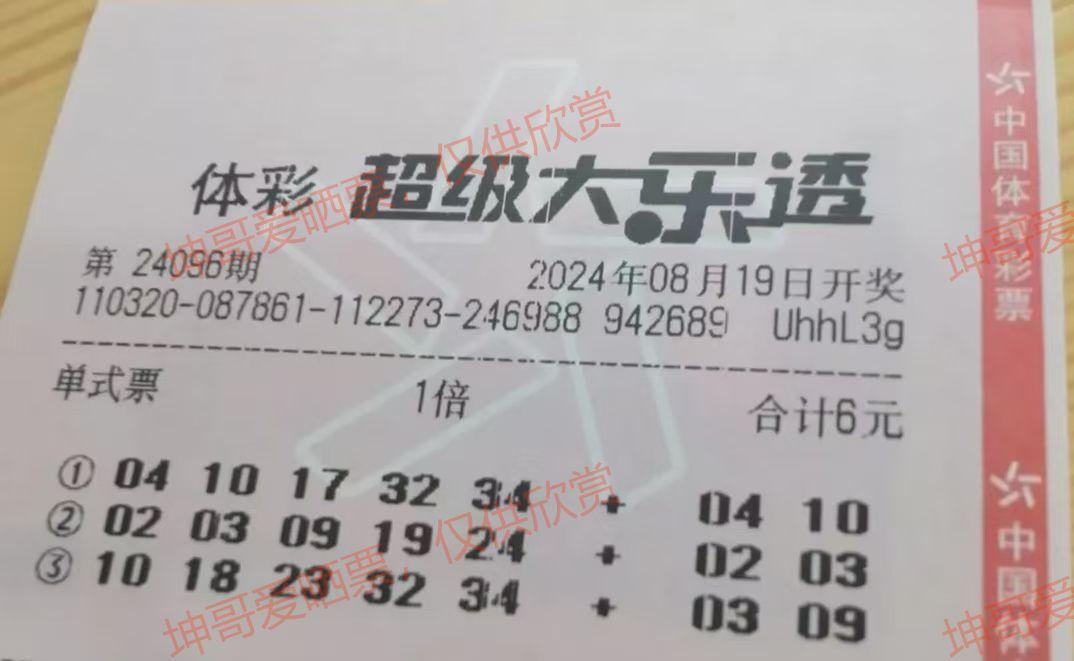 体彩 超级大乐透
第 24096期 2024年08月19日开奖
110320-087861-112273-246988 942689 UhhL3g
单式票 1倍 合计6元
① 04 10 17 32 34 + 04 10
② 02 03 09 19 24 + 02 03
③ 10 18 23 32 34 + 03 09
中国体育彩票
中国体
坤哥爱晒票，仅供欣赏
坤哥爱
坤哥爱晒票，仅供欣赏
坤哥爱